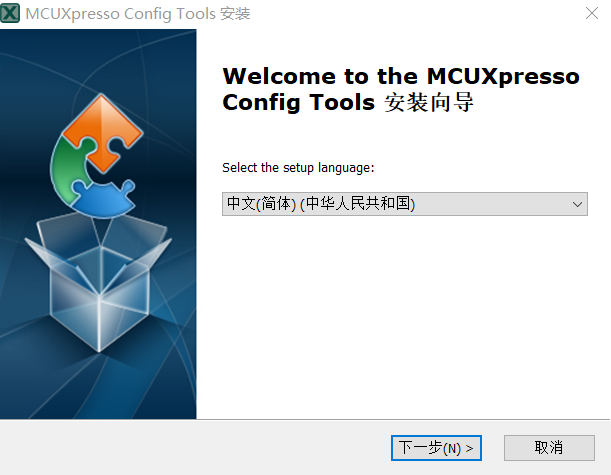 MCUXpresso Config Tools 安装
Welcome to the MCUXpresso
Config Tools 安装向导
Select the setup language:
中文(简体) (中华人民共和国)
下一步(N) >
取消